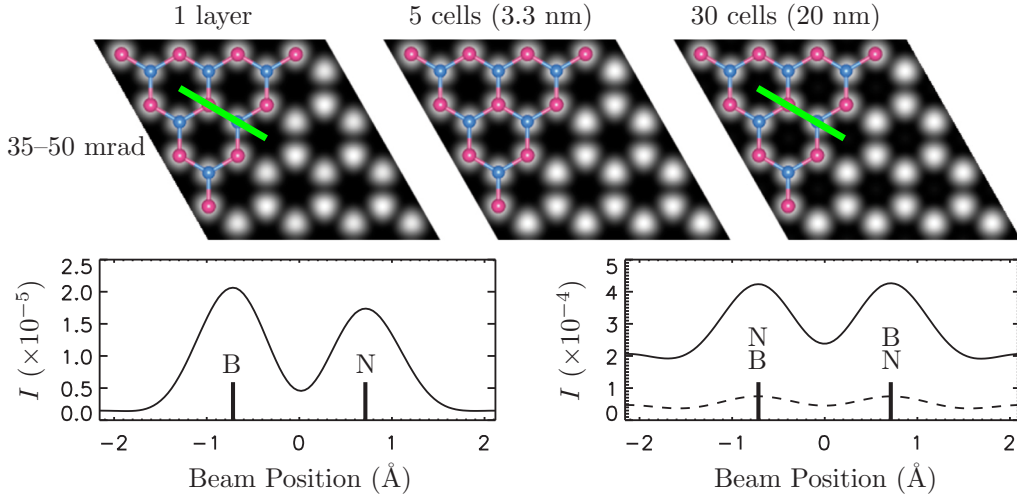 1 layer 5 cells (3.3 nm) 30 cells (20 nm)
35–50 mrad
2.5
2.0
1.5
1.0
0.5
0.0
I (×10⁻⁵)
B N
−2 −1 0 1 2
Beam Position (Å)
5
4
3
2
1
0
I (×10⁻⁴)
N B
B N
−2 −1 0 1 2
Beam Position (Å)